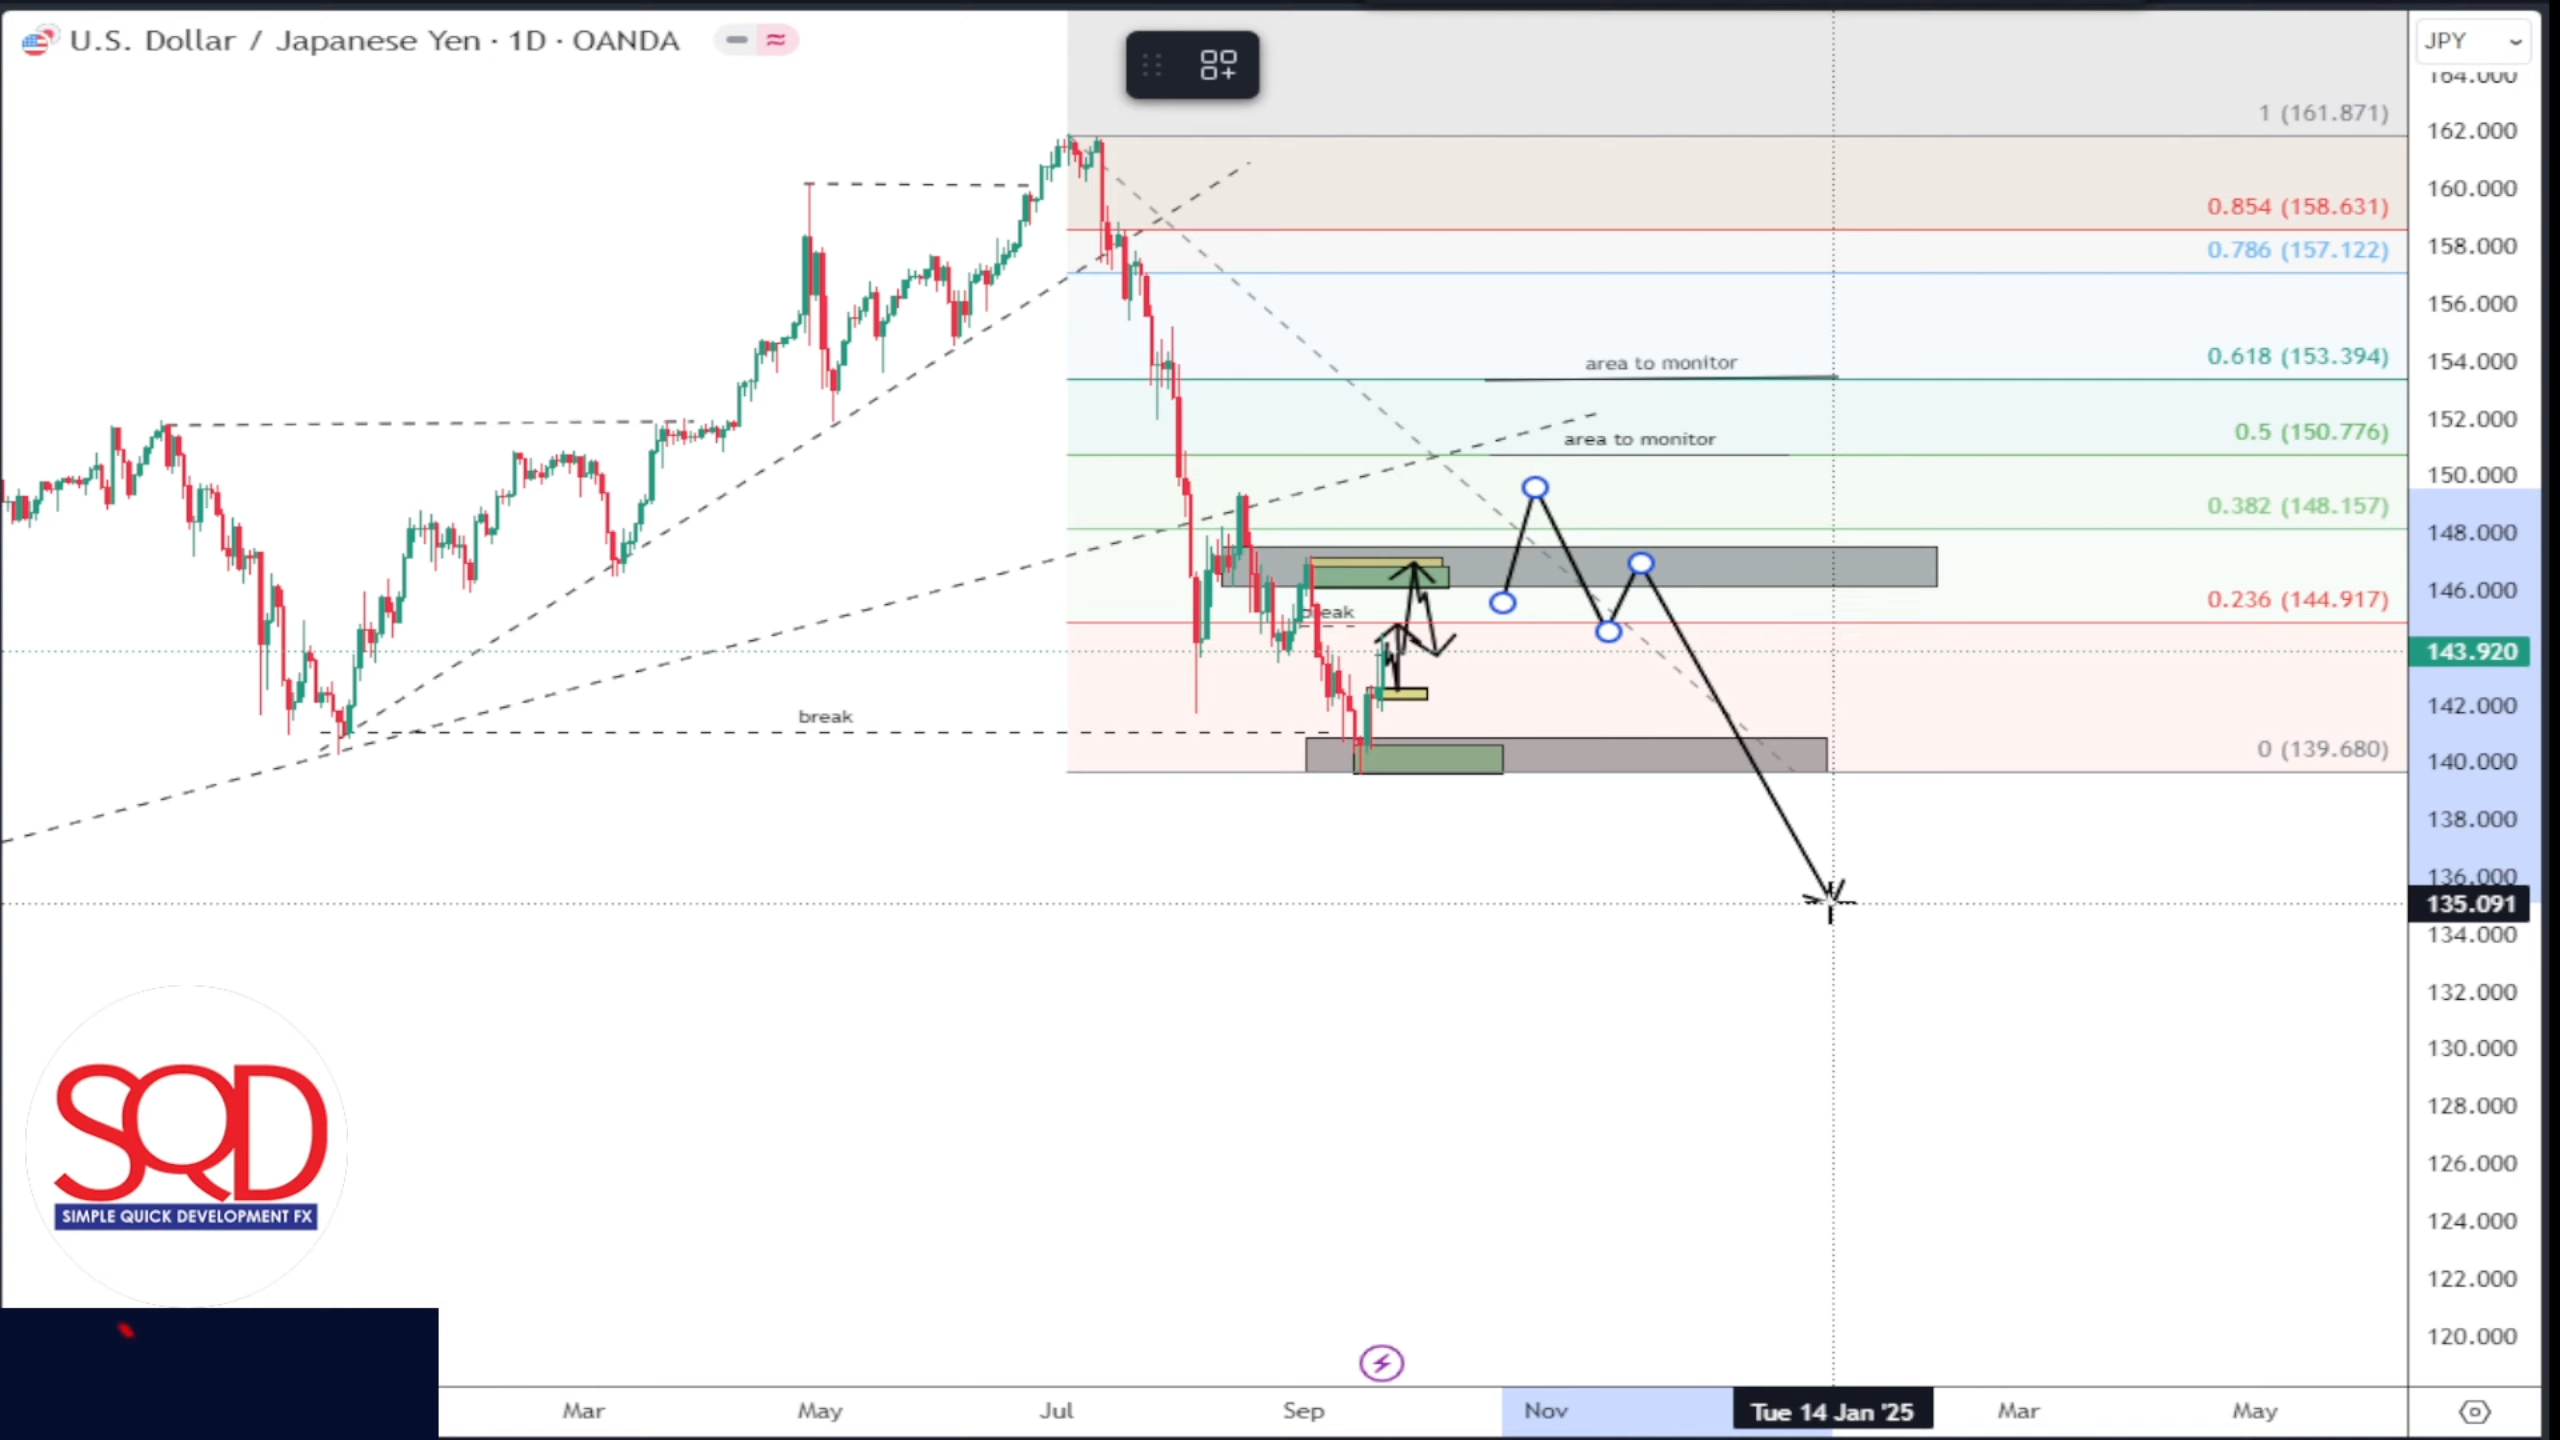 U.S. Dollar / Japanese Yen · 1D · OANDA
JPY
164.000
1 (161.871)
162.000
160.000
0.854 (158.631)
158.000
0.786 (157.122)
156.000
area to monitor
0.618 (153.394)
154.000
152.000
area to monitor
0.5 (150.776)
150.000
0.382 (148.157)
148.000
146.000
0.236 (144.917)
break
143.920
142.000
break
0 (139.680)
140.000
138.000
136.000
135.091
134.000
132.000
130.000
128.000
126.000
124.000
122.000
120.000
SQD
SIMPLE QUICK DEVELOPMENT FX
Mar
May
Jul
Sep
Nov
Tue 14 Jan '25
Mar
May